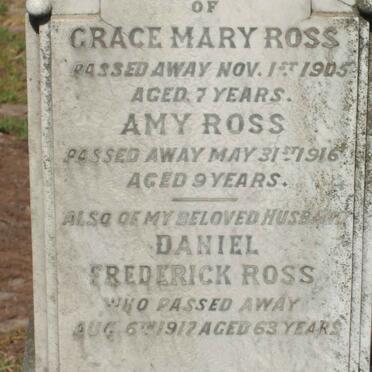 OF
GRACE MARY ROSS
PASSED AWAY NOV. 1ST 1905
AGED 7 YEARS.
AMY ROSS
PASSED AWAY MAY 31ST 1916
AGED 9 YEARS.
ALSO OF MY BELOVED HUSBAND
DANIEL
FREDERICK ROSS
WHO PASSED AWAY
AUG. 6TH 1917 AGED 63 YEARS